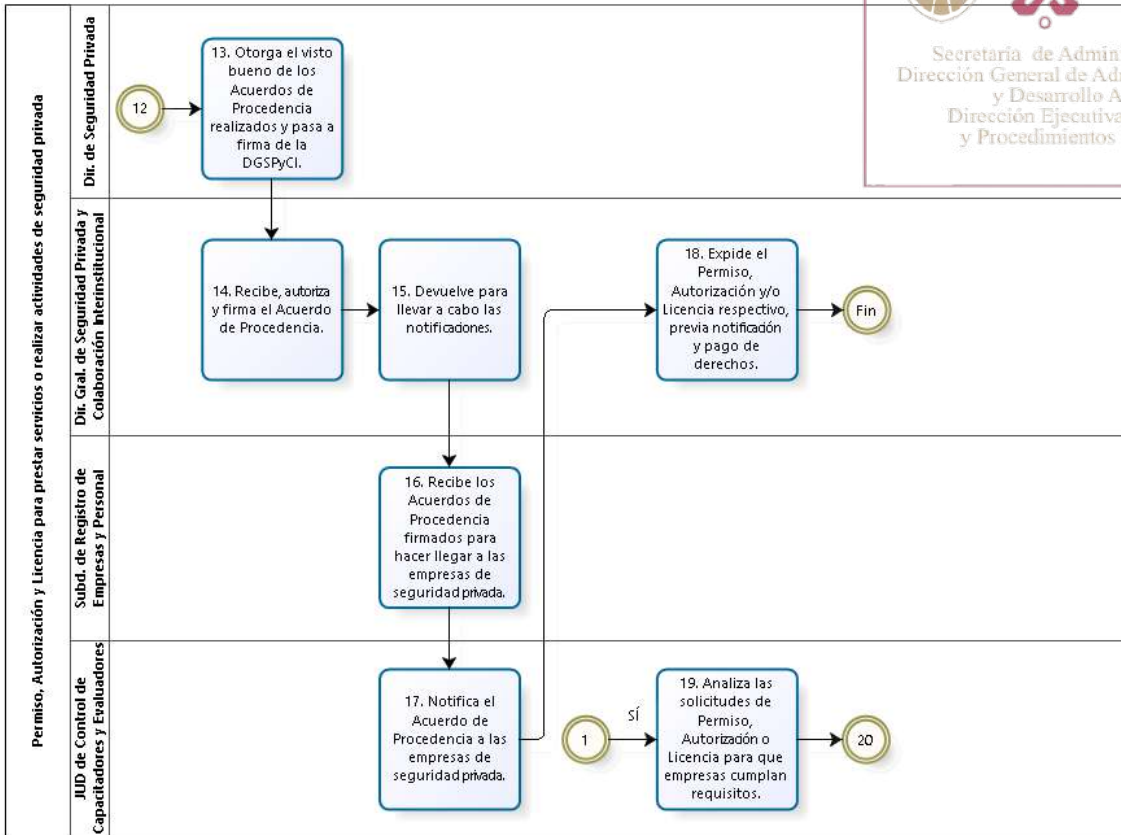 Secretaría de Admini
Dirección General de Ad
y Desarrollo A
Dirección Ejecutiva
y Procedimientos
Permiso, Autorización y Licencia para prestar servicios o realizar actividades de seguridad privada
Dir. de Seguridad Privada
12
13. Otorga el visto
bueno de los
Acuerdos de
Procedencia
realizados y pasa a
firma de la
DGSPyCI.
Dir. Gral. de Seguridad Privada y
Colaboración Interinstitucional
14. Recibe, autoriza
y firma el Acuerdo
de Procedencia.
15. Devuelve para
llevar a cabo las
notificaciones.
18. Expide el
Permiso,
Autorización y/o
Licencia respectivo,
previa notificación
y pago de
derechos.
Fin
Subd. de Registro de
Empresas y Personal
16. Recibe los
Acuerdos de
Procedencia
firmados para
hacer llegar a las
empresas de
seguridad privada.
JUD de Control de
Capacitadores y Evaluadores
17. Notifica el
Acuerdo de
Procedencia a las
empresas de
seguridad privada.
1
SÍ
19. Analiza las
solicitudes de
Permiso,
Autorización o
Licencia para que
empresas cumplan
requisitos.
20